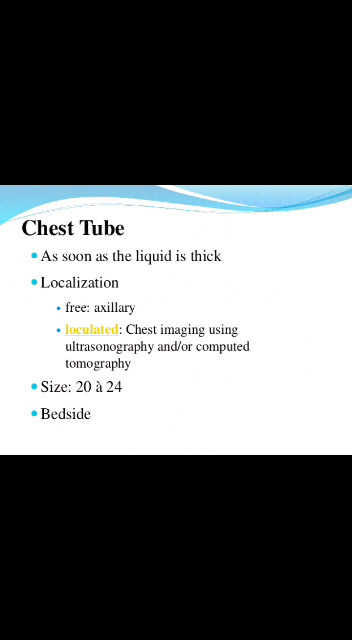 Chest Tube
As soon as the liquid is thick
Localization
free: axillary
loculated: Chest imaging using
ultrasonography and/or computed
tomography
Size: 20 à 24
Bedside